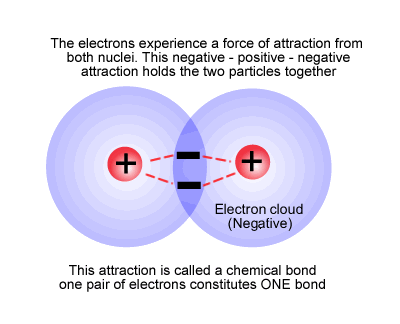 The electrons experience a force of attraction from
both nuclei. This negative - positive - negative
attraction holds the two particles together
+ +
Electron cloud
(Negative)
This attraction is called a chemical bond
one pair of electrons constitutes ONE bond